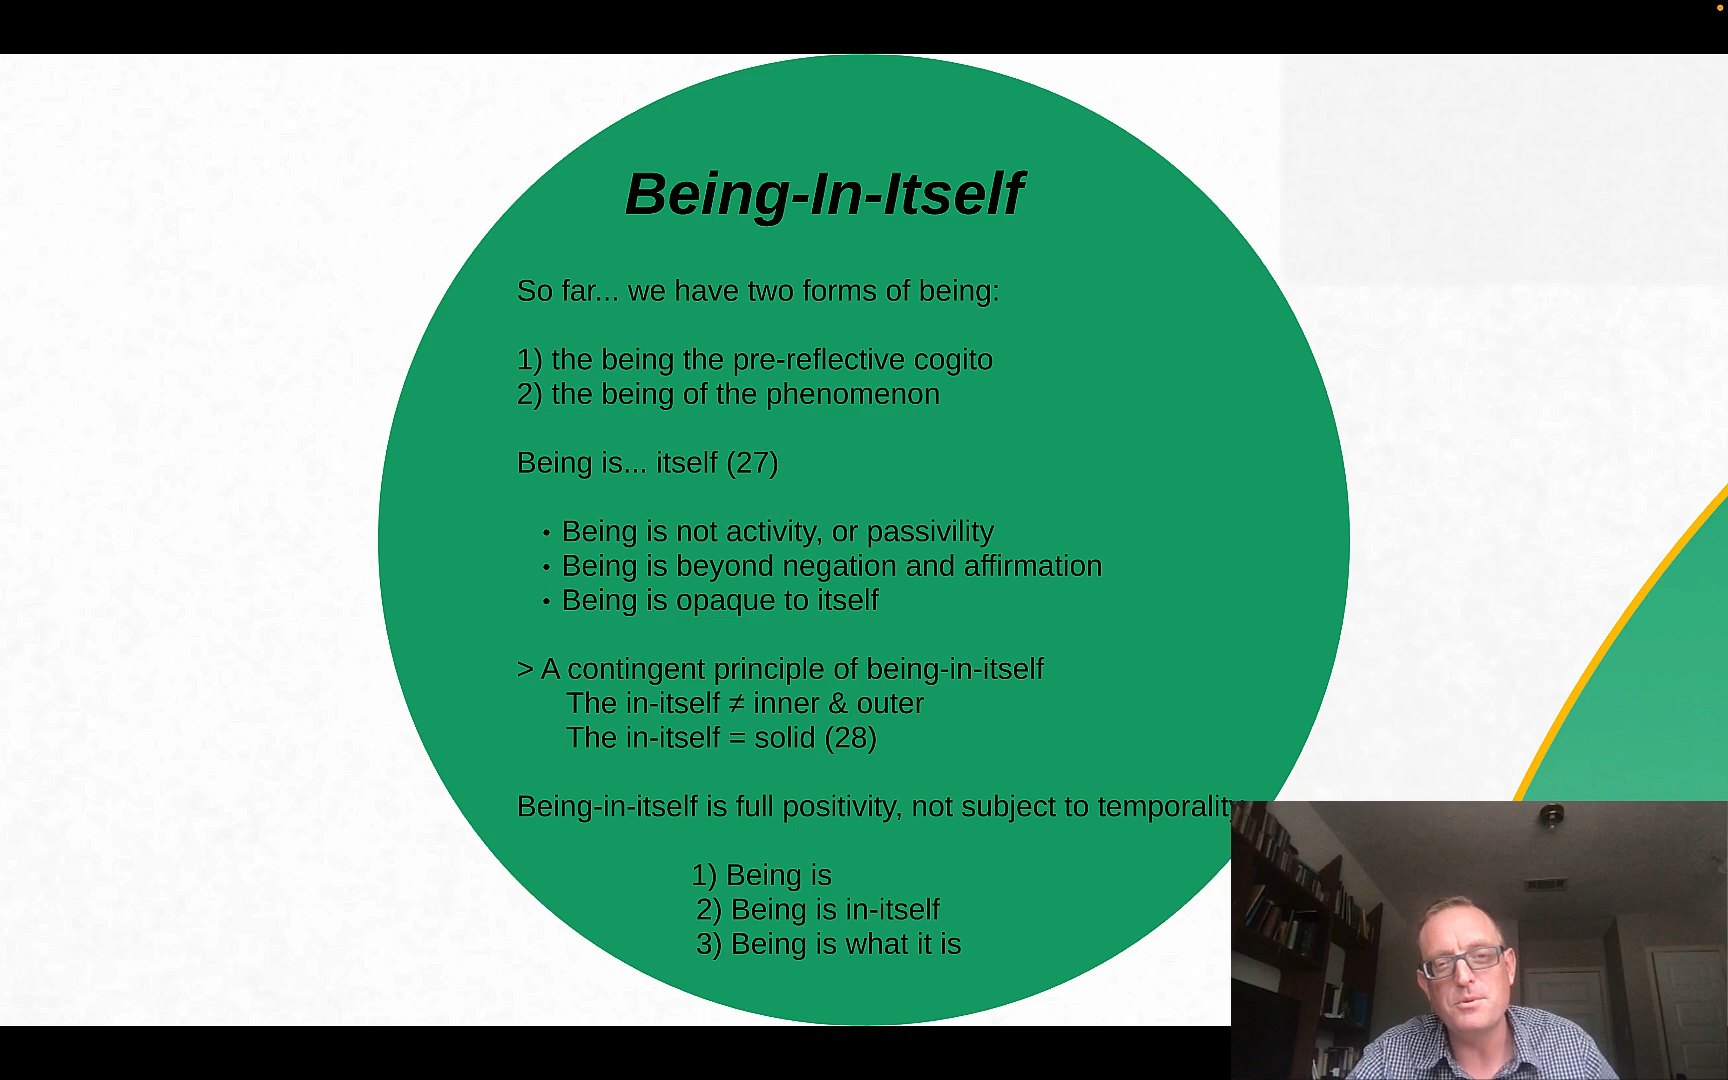 Being-In-Itself
So far... we have two forms of being:
1) the being the pre-reflective cogito
2) the being of the phenomenon
Being is... itself (27)
• Being is not activity, or passivility
• Being is beyond negation and affirmation
• Being is opaque to itself
> A contingent principle of being-in-itself
The in-itself ≠ inner & outer
The in-itself = solid (28)
Being-in-itself is full positivity, not subject to temporality
1) Being is
2) Being is in-itself
3) Being is what it is